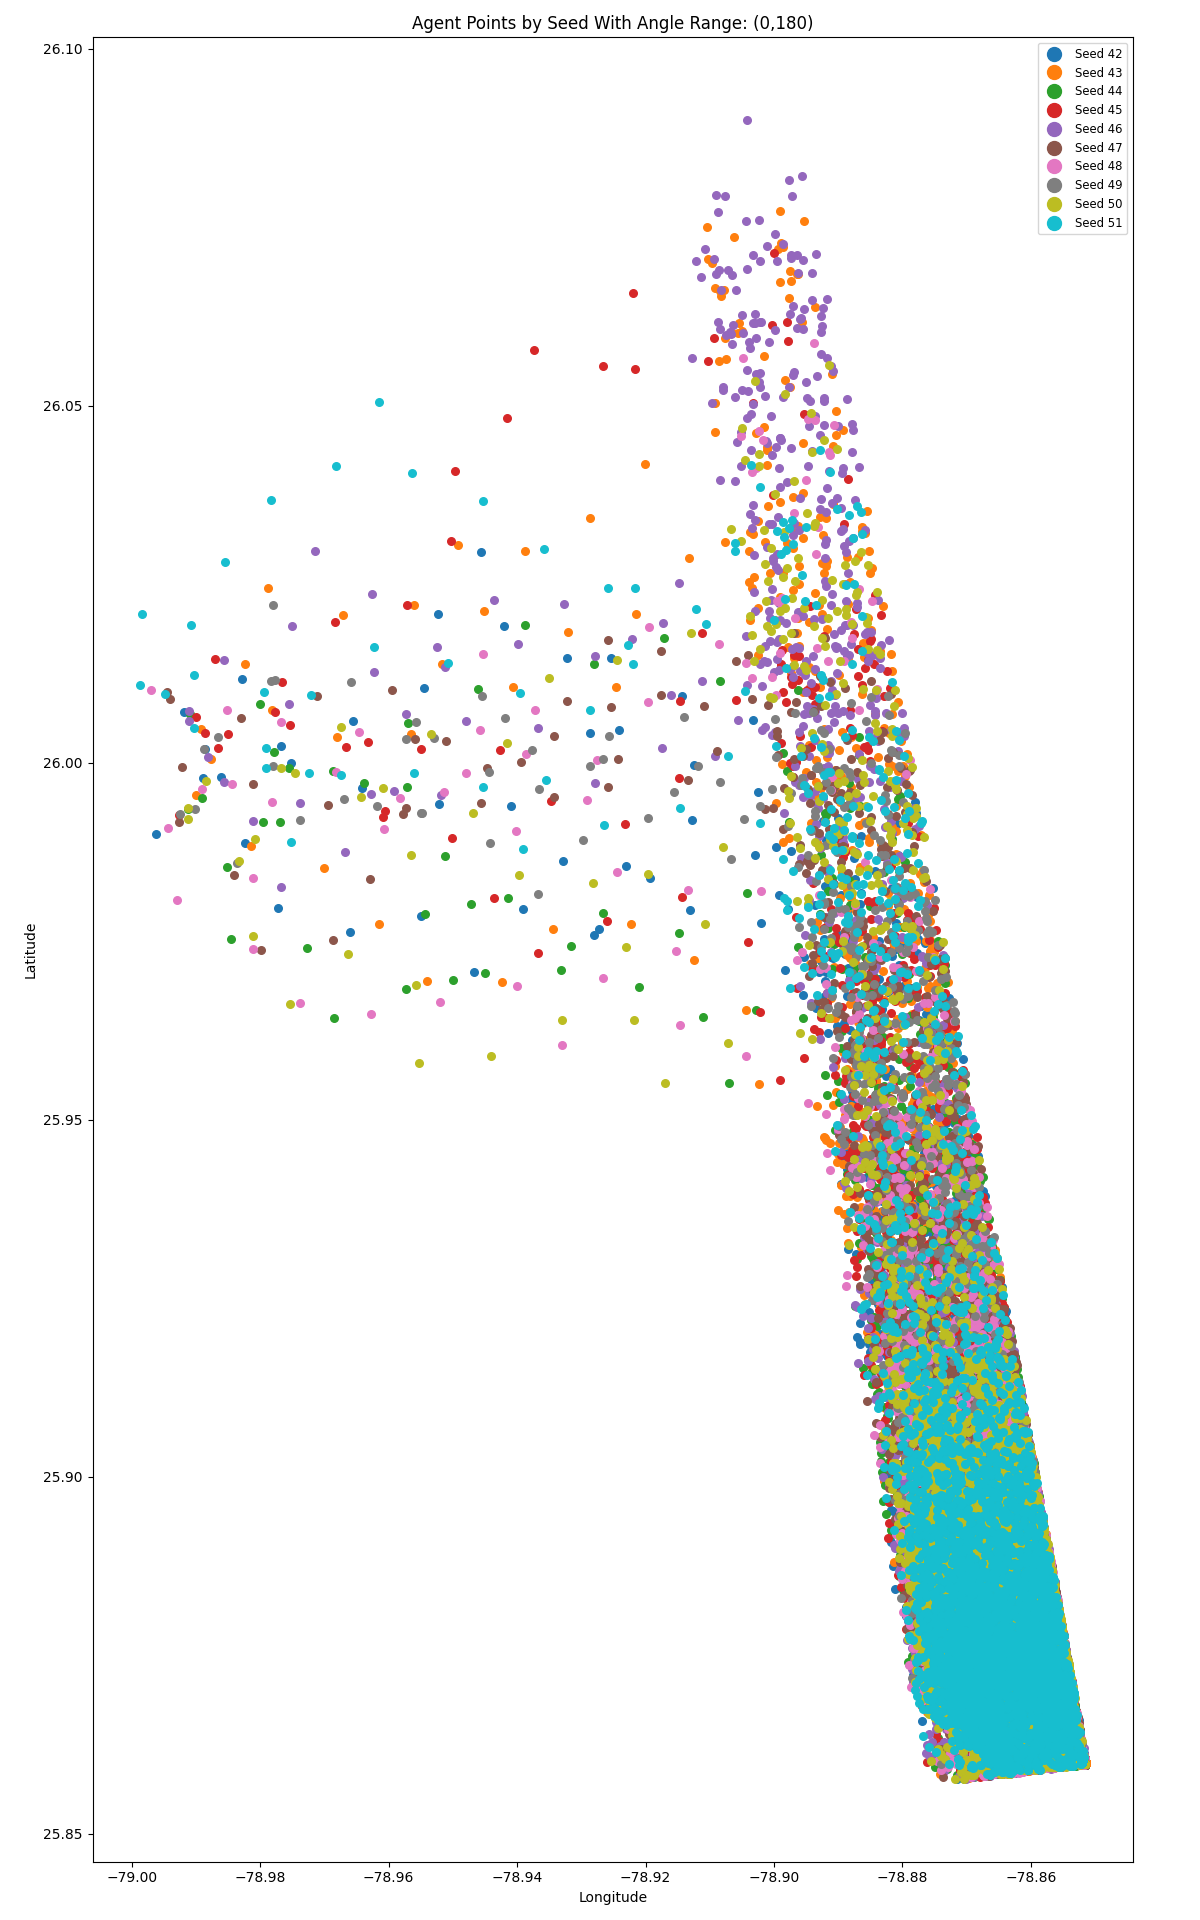 Agent Points by Seed With Angle Range: (0,180)
26.10
26.05
26.00
25.95
25.90
25.85
Latitude
−79.00
−78.98
−78.96
−78.94
−78.92
−78.90
−78.88
−78.86
Longitude
Seed 42
Seed 43
Seed 44
Seed 45
Seed 46
Seed 47
Seed 48
Seed 49
Seed 50
Seed 51